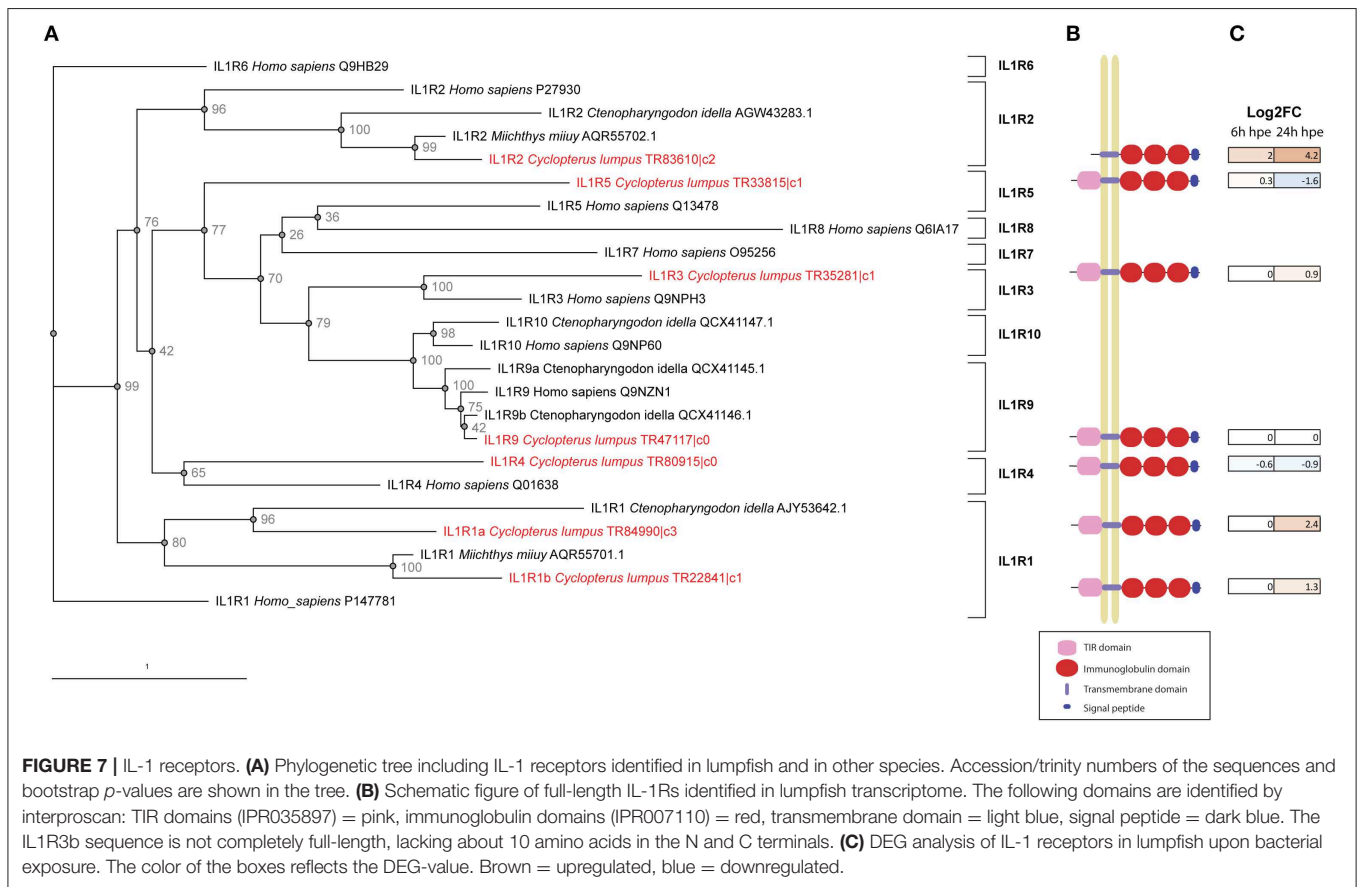 A
B
C
IL1R6 Homo sapiens Q9HB29
IL1R2 Homo sapiens P27930
IL1R2 Ctenopharyngodon idella AGW43283.1
IL1R2 Miichthys miiuy AQR55702.1
IL1R2 Cyclopterus lumpus TR83610|c2
IL1R5 Cyclopterus lumpus TR33815|c1
IL1R5 Homo sapiens Q13478
IL1R8 Homo sapiens Q6IA17
IL1R7 Homo sapiens O95256
IL1R3 Cyclopterus lumpus TR35281|c1
IL1R3 Homo sapiens Q9NPH3
IL1R10 Ctenopharyngodon idella QCX41147.1
IL1R10 Homo sapiens Q9NP60
IL1R9a Ctenopharyngodon idella QCX41145.1
IL1R9 Homo sapiens Q9NZN1
IL1R9b Ctenopharyngodon idella QCX41146.1
IL1R9 Cyclopterus lumpus TR47117|c0
IL1R4 Cyclopterus lumpus TR80915|c0
IL1R4 Homo sapiens Q01638
IL1R1 Ctenopharyngodon idella AJY53642.1
IL1R1a Cyclopterus lumpus TR84990|c3
IL1R1 Miichthys miiuy AQR55701.1
IL1R1b Cyclopterus lumpus TR22841|c1
IL1R1 Homo_sapiens P147781
96
100
99
76
77
36
26
70
100
79
98
100
100
75
42
42
99
65
96
80
100
1
IL1R6
IL1R2
IL1R5
IL1R8
IL1R7
IL1R3
IL1R10
IL1R9
IL1R4
IL1R1
Log2FC
6h hpe 24h hpe
2 4.2
0.3 -1.6
0 0.9
0 0
-0.6 -0.9
0 2.4
0 1.3
TIR domain
Immunoglobulin domain
Transmembrane domain
Signal peptide
FIGURE 7 | IL-1 receptors. (A) Phylogenetic tree including IL-1 receptors identified in lumpfish and in other species. Accession/trinity numbers of the sequences and
bootstrap p-values are shown in the tree. (B) Schematic figure of full-length IL-1Rs identified in lumpfish transcriptome. The following domains are identified by
interproscan: TIR domains (IPR035897) = pink, immunoglobulin domains (IPR007110) = red, transmembrane domain = light blue, signal peptide = dark blue. The
IL1R3b sequence is not completely full-length, lacking about 10 amino acids in the N and C terminals. (C) DEG analysis of IL-1 receptors in lumpfish upon bacterial
exposure. The color of the boxes reflects the DEG-value. Brown = upregulated, blue = downregulated.